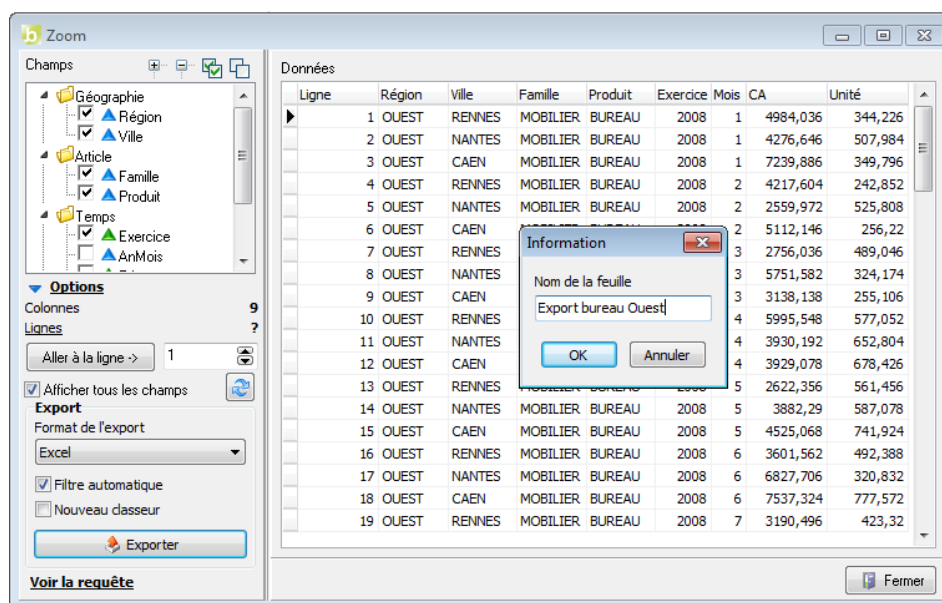 Zoom
Champs
Géographie
Région
Ville
Article
Famille
Produit
Temps
Exercice
AnMois
Options
Colonnes 9
Lignes ?
Aller à la ligne -> 1
Afficher tous les champs
Export
Format de l'export
Excel
Filtre automatique
Nouveau classeur
Exporter
Voir la requête
Données
Ligne Région Ville Famille Produit Exercice Mois CA Unité
1 OUEST RENNES MOBILIER BUREAU 2008 1 4984,036 344,226
2 OUEST NANTES MOBILIER BUREAU 2008 1 4276,646 507,984
3 OUEST CAEN MOBILIER BUREAU 2008 1 7239,886 349,796
4 OUEST RENNES MOBILIER BUREAU 2008 2 4217,604 242,852
5 OUEST NANTES MOBILIER BUREAU 2008 2 2559,972 525,808
6 OUEST CAEN 2 5112,146 256,22
7 OUEST RENNES 3 2756,036 489,046
8 OUEST NANTES 3 5751,582 324,174
9 OUEST CAEN 3 3138,138 255,106
10 OUEST RENNES 4 5995,548 577,052
11 OUEST NANTES 4 3930,192 652,804
12 OUEST CAEN 4 3929,078 678,426
13 OUEST RENNES MOBILIER BUREAU 2008 5 2622,356 561,456
14 OUEST NANTES MOBILIER BUREAU 2008 5 3882,29 587,078
15 OUEST CAEN MOBILIER BUREAU 2008 5 4525,068 741,924
16 OUEST RENNES MOBILIER BUREAU 2008 6 3601,562 492,388
17 OUEST NANTES MOBILIER BUREAU 2008 6 6827,706 320,832
18 OUEST CAEN MOBILIER BUREAU 2008 6 7537,324 777,572
19 OUEST RENNES MOBILIER BUREAU 2008 7 3190,496 423,32
Information
Nom de la feuille
Export bureau Ouest
OK Annuler
Fermer